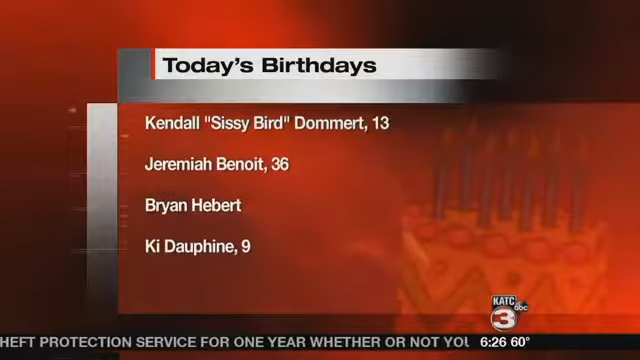 Today's Birthdays
Kendall "Sissy Bird" Dommert, 13
Jeremiah Benoit, 36
Bryan Hebert
Ki Dauphine, 9
KATC
3 abc
HEFT PROTECTION SERVICE FOR ONE YEAR WHETHER OR NOT YOU 6:26 60°